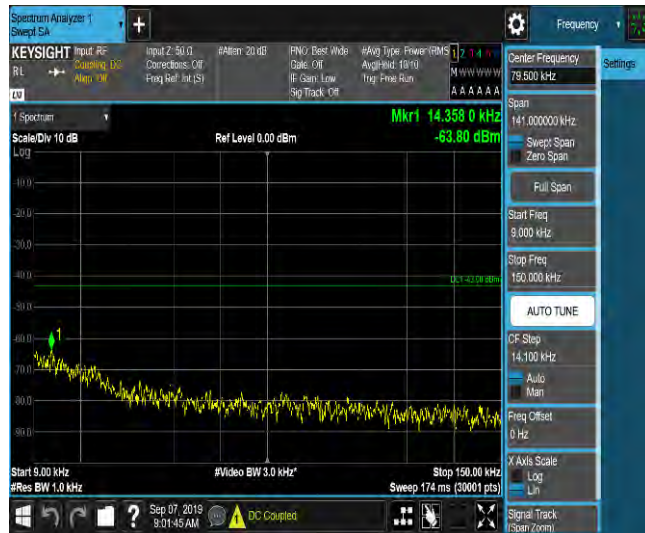 Spectrum Analyzer 1
Swept SA
+
Frequency
KEYSIGHT Input: RF
Coupling: DC
Align: Off
RL
LV
Input Z: 50 Ω
Corrections: Off
Freq Ref: Int (S)
#Atten: 20 dB
PNO: Best Wide
Gate: Off
IF Gain: Low
Sig Track: Off
#Avg Type: Power (RMS
Avg|Hold: 10/10
Trig: Free Run
M W W W W W
A A A A A A
Center Frequency
79.500 kHz
Settings
Span
141.000000 kHz
Swept Span
Zero Span
Full Span
Start Freq
9.000 kHz
Stop Freq
150.000 kHz
AUTO TUNE
CF Step
14.100 kHz
Auto
Man
Freq Offset
0 Hz
X Axis Scale
Log
Lin
Signal Track
(Span Zoom)
1 Spectrum
Scale/Div 10 dB
Log
Ref Level 0.00 dBm
Mkr1 14.358 0 kHz
-63.80 dBm
-10.0
-20.0
-30.0
-40.0
-50.0
-60.0
-70.0
-80.0
-90.0
1
Start 9.00 kHz
#Res BW 1.0 kHz
#Video BW 3.0 kHz*
Stop 150.00 kHz
Sweep 174 ms (30001 pts)
?
Sep 07, 2019
9:01:45 AM
DC Coupled